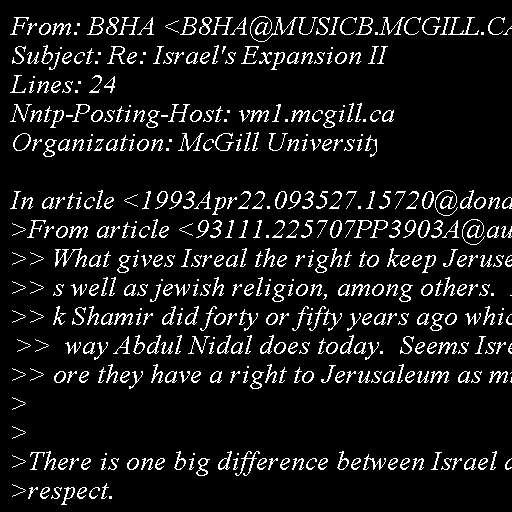 From: B8HA <B8HA@MUSICB.MCGILL.CA
Subject: Re: Israel's Expansion II
Lines: 24
Nntp-Posting-Host: vm1.mcgill.ca
Organization: McGill University
In article <1993Apr22.093527.15720@dona
>From article <93111.225707PP3903A@au
>> What gives Isreal the right to keep Jeruse
>> s well as jewish religion, among others.
>> k Shamir did forty or fifty years ago whic
>>  way Abdul Nidal does today.  Seems Isre
>> ore they have a right to Jerusaleum as m
>
>
>There is one big difference between Israel a
>respect.